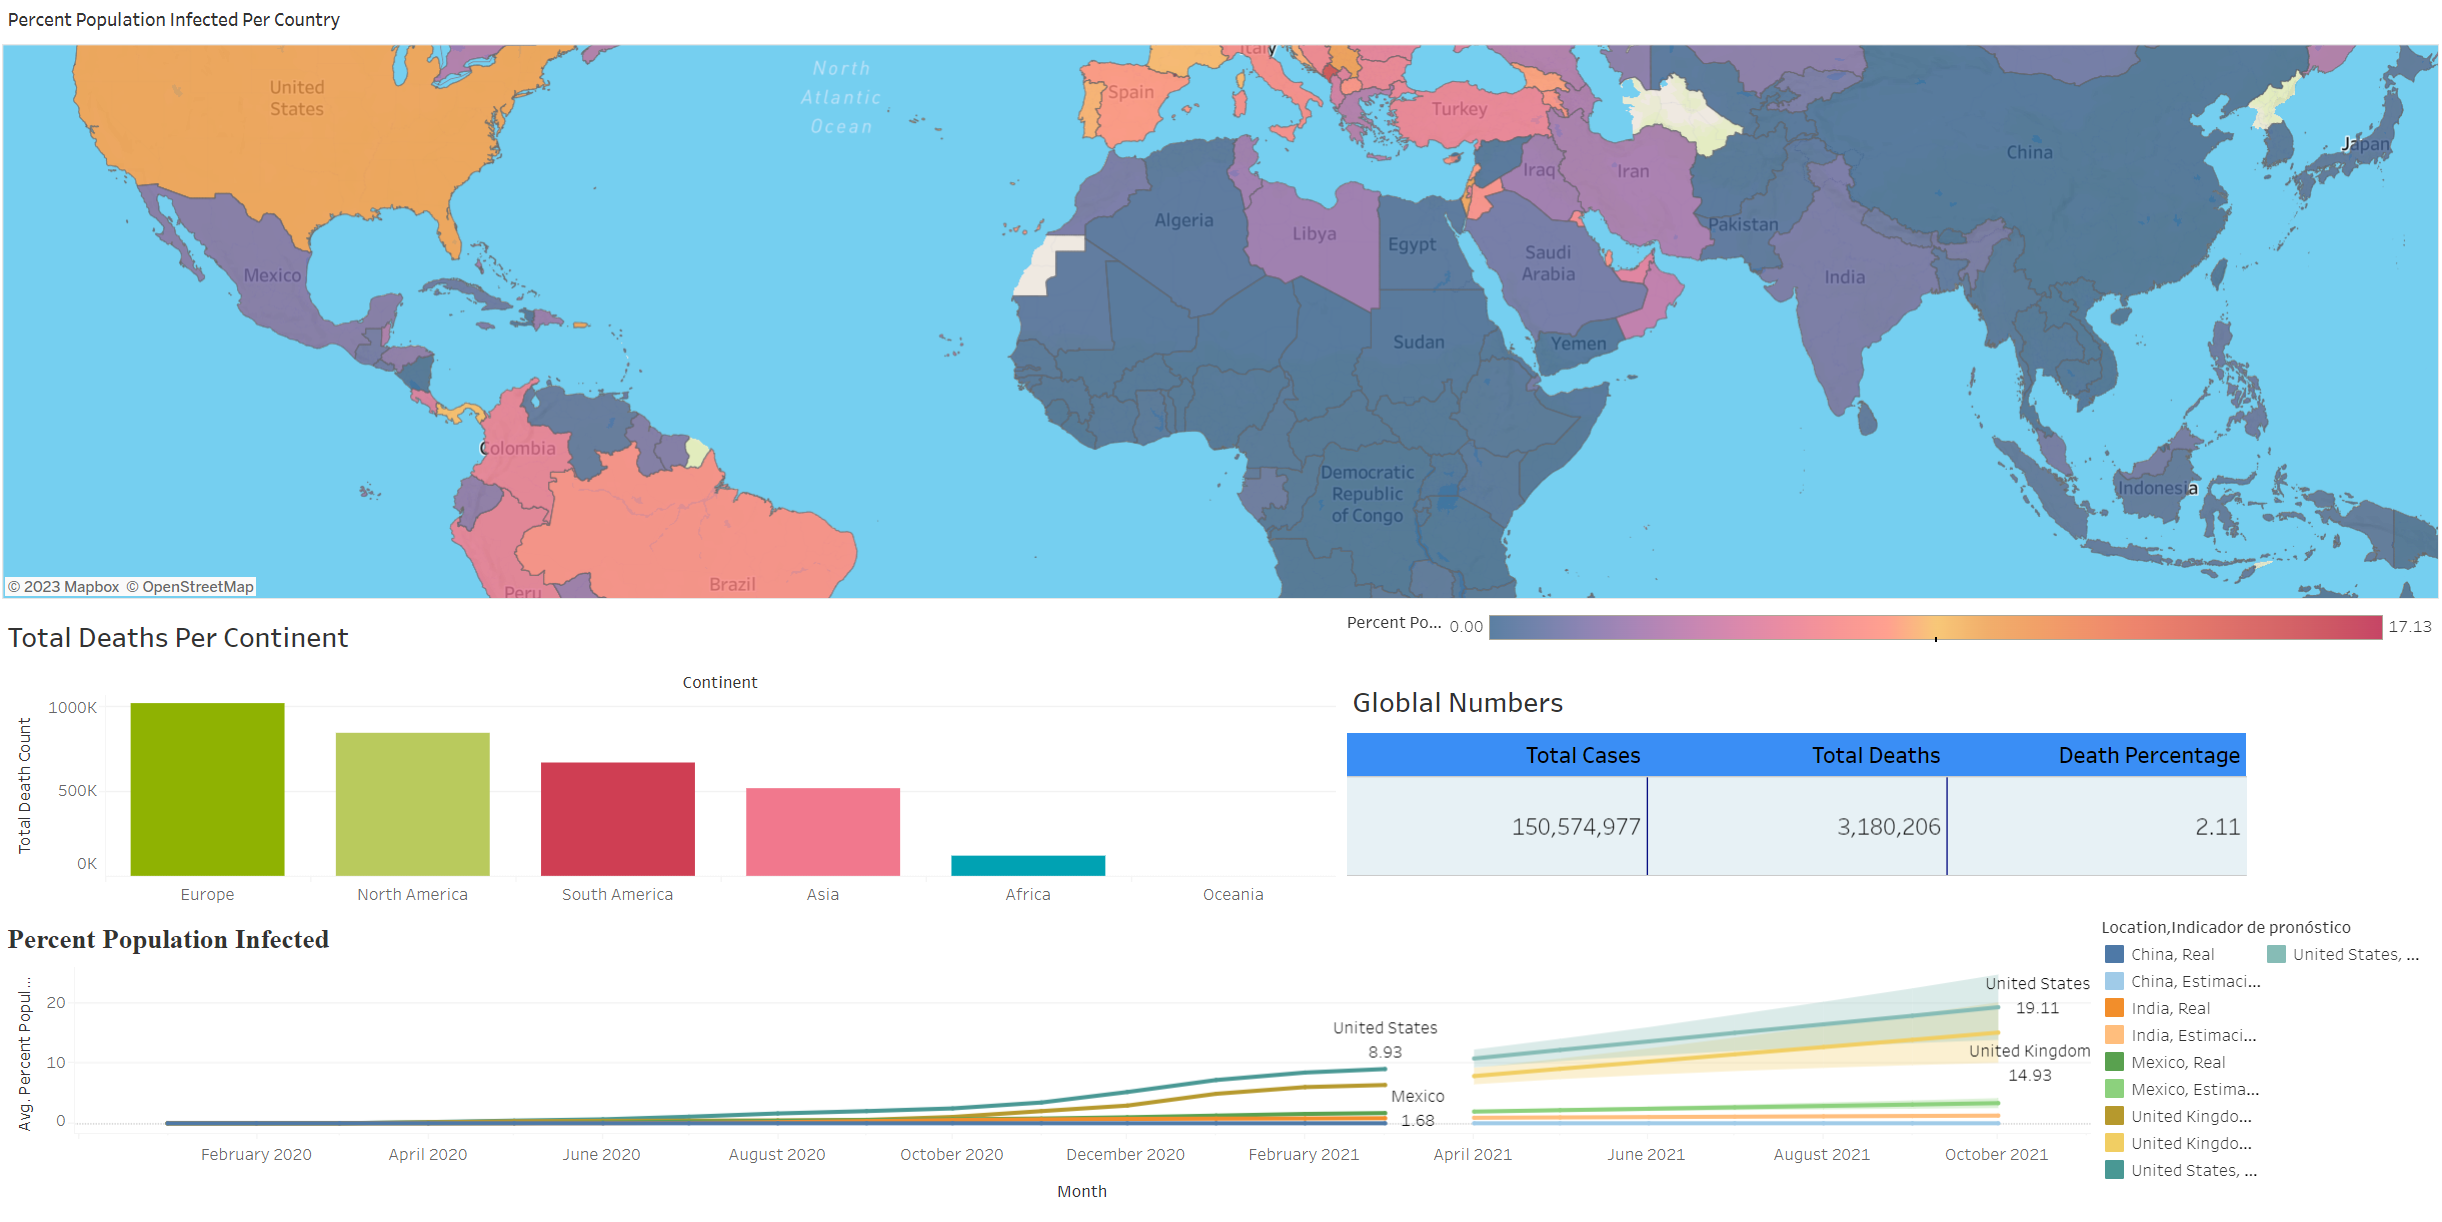 Percent Population Infected Per Country
Italy
North
Atlantic
Ocean
United
States
Spain
Turkey
China
Japan
Iraq
Iran
Algeria
Libya
Egypt
Pakistan
Saudi
Arabia
Mexico
India
Sudan
Yemen
Colombia
Democratic
Republic
of Congo
Indonesia
Brazil
Peru
© 2023 Mapbox © OpenStreetMap
Percent Po... 0.00 17.13
Total Deaths Per Continent
Continent
Total Death Count
1000K
500K
0K
Europe North America South America Asia Africa Oceania
Globlal Numbers
Total Cases Total Deaths Death Percentage
150,574,977 3,180,206 2.11
Percent Population Infected
Avg. Percent Popul...
20
10
0
United States
8.93
Mexico
1.68
United States
19.11
United Kingdom
14.93
February 2020 April 2020 June 2020 August 2020 October 2020 December 2020 February 2021 April 2021 June 2021 August 2021 October 2021
Month
Location,Indicador de pronóstico
China, Real
China, Estimaci...
India, Real
India, Estimaci...
Mexico, Real
Mexico, Estima...
United Kingdo...
United Kingdo...
United States, ...
United States, ...